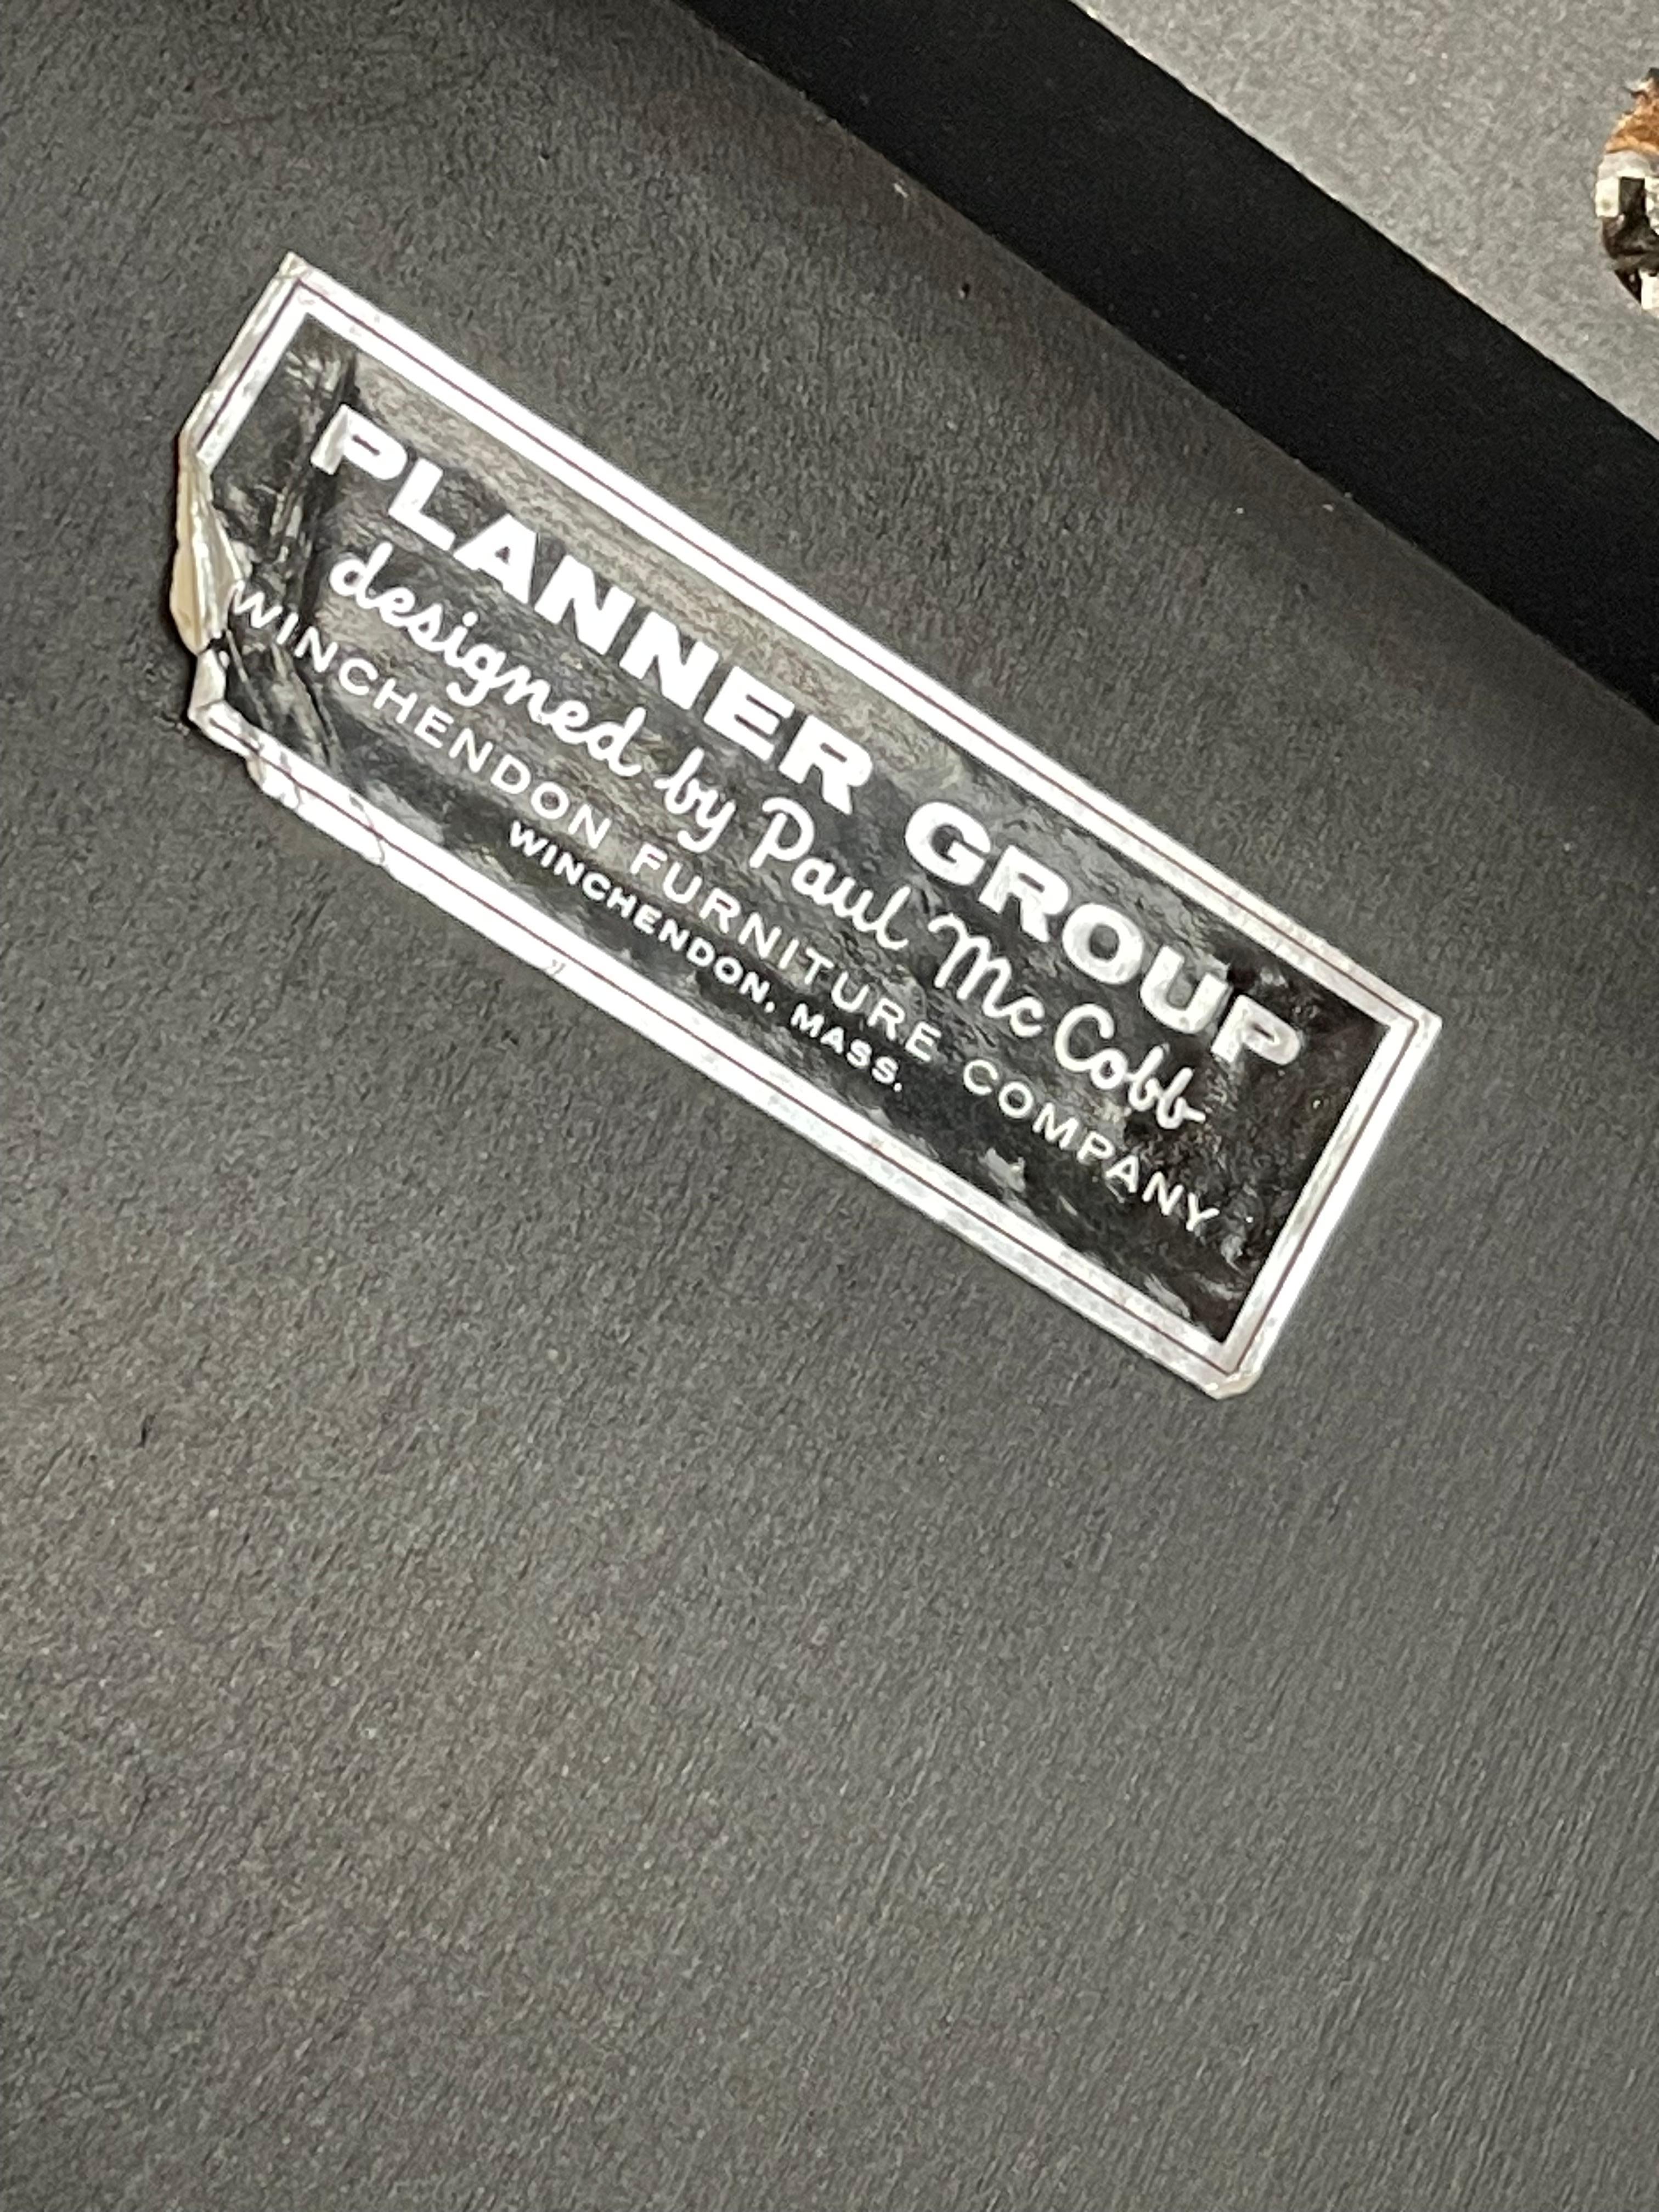 PLANNER GROUP
designed by Paul McCobb
WINCHENDON FURNITURE COMPANY
WINCHENDON, MASS.